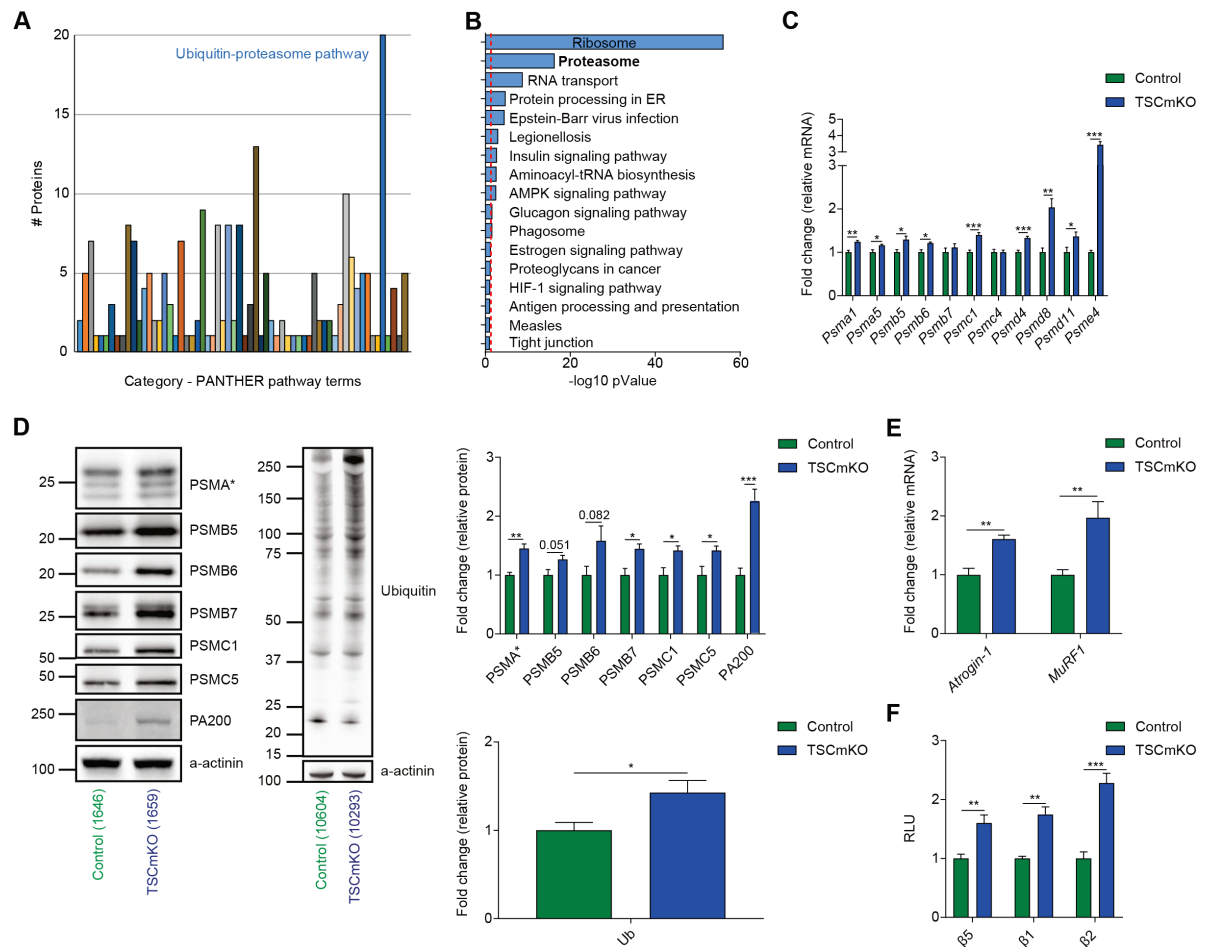 A
20
15
10
5
0
# Proteins
Ubiquitin-proteasome pathway
Category - PANTHER pathway terms
B
Ribosome
Proteasome
RNA transport
Protein processing in ER
Epstein-Barr virus infection
Legionellosis
Insulin signaling pathway
Aminoacyl-tRNA biosynthesis
AMPK signaling pathway
Glucagon signaling pathway
Phagosome
Estrogen signaling pathway
Proteoglycans in cancer
HIF-1 signaling pathway
Antigen processing and presentation
Measles
Tight junction
0 20 40 60
-log10 pValue
C
Control
TSCmKO
Fold change (relative mRNA)
5
4
3
3
2
1
0
** * * * *** *** ** * ***
Psma1 Psma5 Psmb5 Psmb6 Psmb7 Psmc1 Psmc4 Psmd4 Psmd8 Psmd11 Psme4
D
25
PSMA*
20
PSMB5
20
PSMB6
25
PSMB7
50
PSMC1
50
PSMC5
250
PA200
100
a-actinin
Control (1646)
TSCmKO (1659)
250
150
100
75
50
37
25
20
15
100
Ubiquitin
a-actinin
Control (10604)
TSCmKO (10293)
Control
TSCmKO
Fold change (relative protein)
3
2
1
0
** 0.051 0.082 * * * ***
PSMA* PSMB5 PSMB6 PSMB7 PSMC1 PSMC5 PA200
Control
TSCmKO
Fold change (relative protein)
2
1
0
*
Ub
E
Control
TSCmKO
Fold change (relative mRNA)
3
2
1
0
** **
Atrogin-1 MuRF1
F
Control
TSCmKO
RLU
3
2
1
0
** ** ***
β5 β1 β2